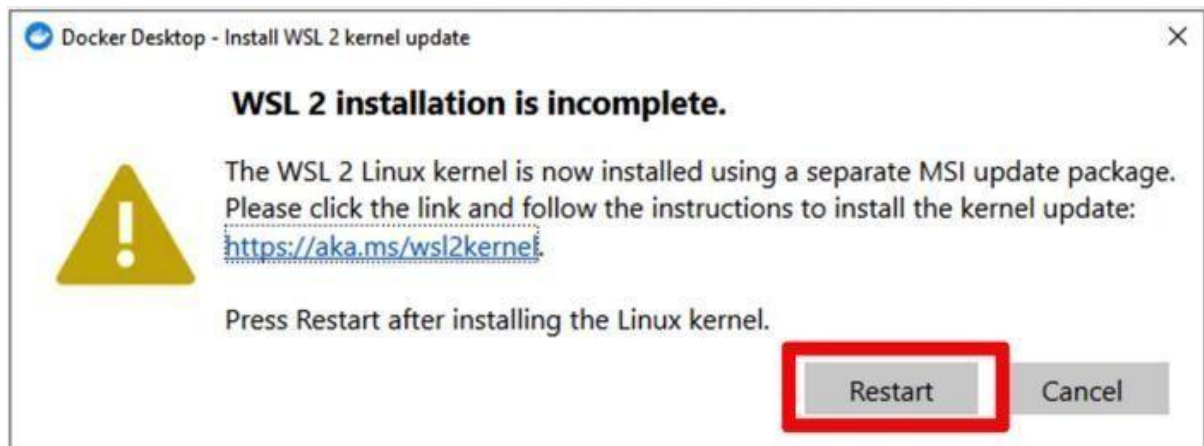 Docker Desktop - Install WSL 2 kernel update
WSL 2 installation is incomplete.
The WSL 2 Linux kernel is now installed using a separate MSI update package.
Please click the link and follow the instructions to install the kernel update:
https://aka.ms/wsl2kernel.
Press Restart after installing the Linux kernel.
Restart Cancel